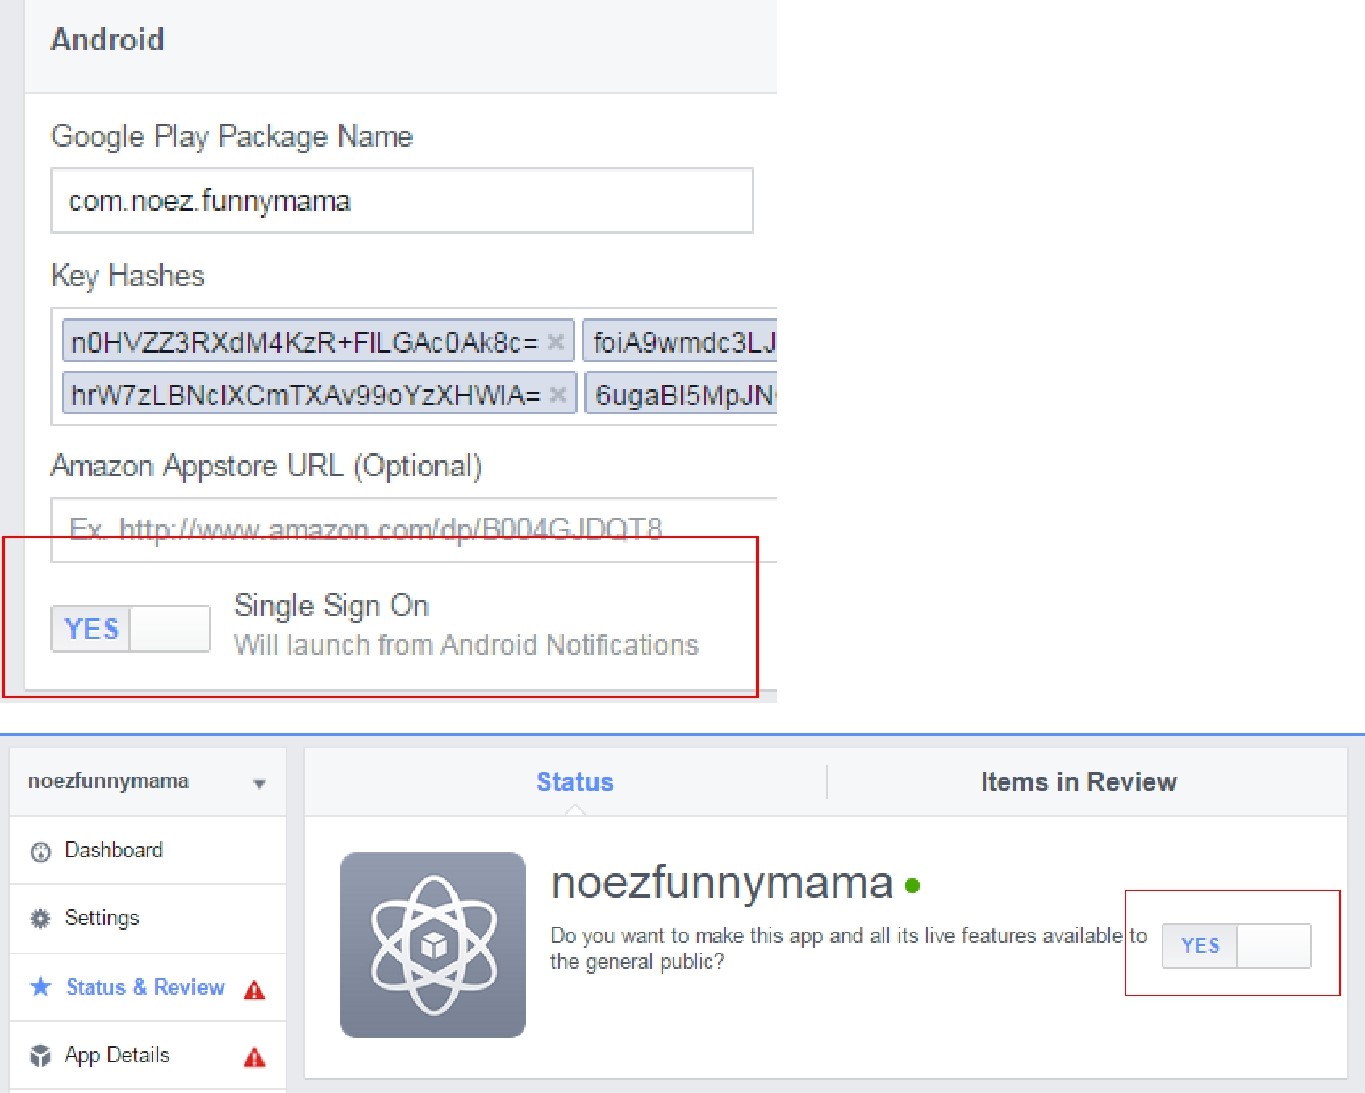 Android
Google Play Package Name
com.noez.funnymama
Key Hashes
n0HVZZ3RXdM4KzR+FlLGAc0Ak8c= foiA9wmdc3LJ
hrW7zLBNcIXCmTXAv99oYzXHWIA= 6ugaBI5MpJN
Amazon Appstore URL (Optional)
Ex. http://www.amazon.com/dp/B004GJDQT8
YES Single Sign On
Will launch from Android Notifications
noezfunnymama
Status Items in Review
Dashboard
Settings
Status & Review
App Details
noezfunnymama
Do you want to make this app and all its live features available to
the general public?
YES